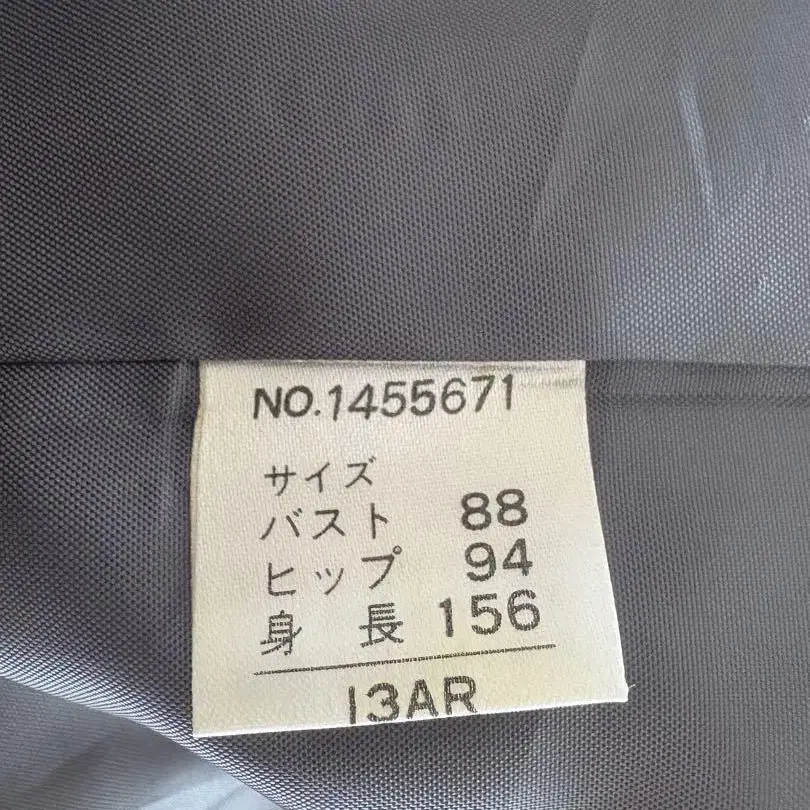 NO.1455671
サイズ
バスト 88
ヒップ 94
身長 156
13AR